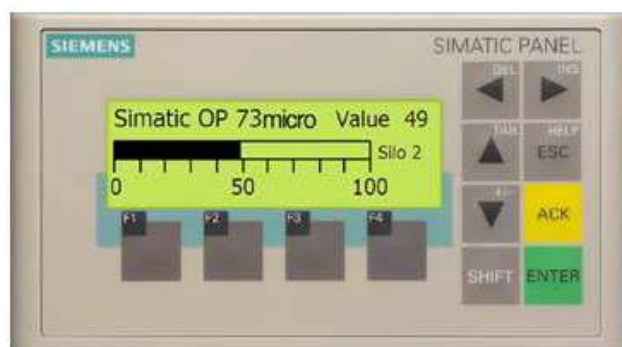 SIEMENS
SIMATIC PANEL
DEL INS
Simatic OP 73micro Value 49
Silo 2
0 50 100
TAB HELP
ESC
F1 F2 F3 F4
+/-
ACK
SHIFT ENTER